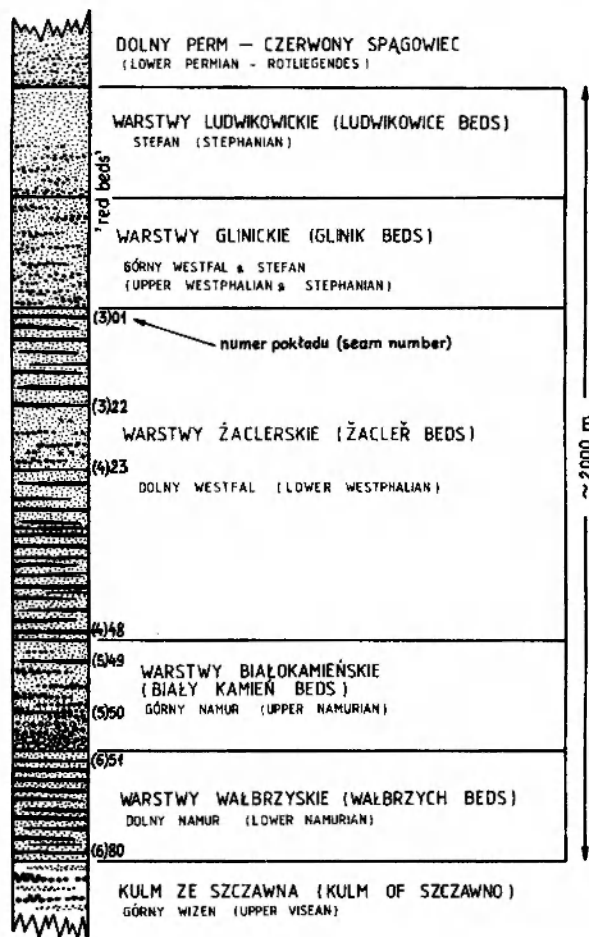 DOLNY PERM — CZERWONY SPĄGOWIEC
(LOWER PERMIAN - ROTLIEGENDES)
WARSTWY LUDWIKOWICKIE (LUDWIKOWICE BEDS)
STEFAN (STEPHANIAN)
'red beds'
WARSTWY GLINICKIE (GLINIK BEDS)
GÓRNY WESTFAL & STEFAN
(UPPER WESTPHALIAN & STEPHANIAN)
(3)01
numer pokładu (seam number)
(3)22
WARSTWY ŻACLERSKIE (ŽACLEŘ BEDS)
(4)23
DOLNY WESTFAL (LOWER WESTPHALIAN)
~2000 m
(4)48
(5)49
WARSTWY BIAŁOKAMIEŃSKIE
(BIAŁY KAMIEŃ BEDS)
(5)50
GÓRNY NAMUR (UPPER NAMURIAN)
(6)51
WARSTWY WAŁBRZYSKIE (WAŁBRZYCH BEDS)
DOLNY NAMUR (LOWER NAMURIAN)
(6)80
KULM ZE SZCZAWNA (KULM OF SZCZAWNO)
GÓRNY WIZEN (UPPER VISEAN)